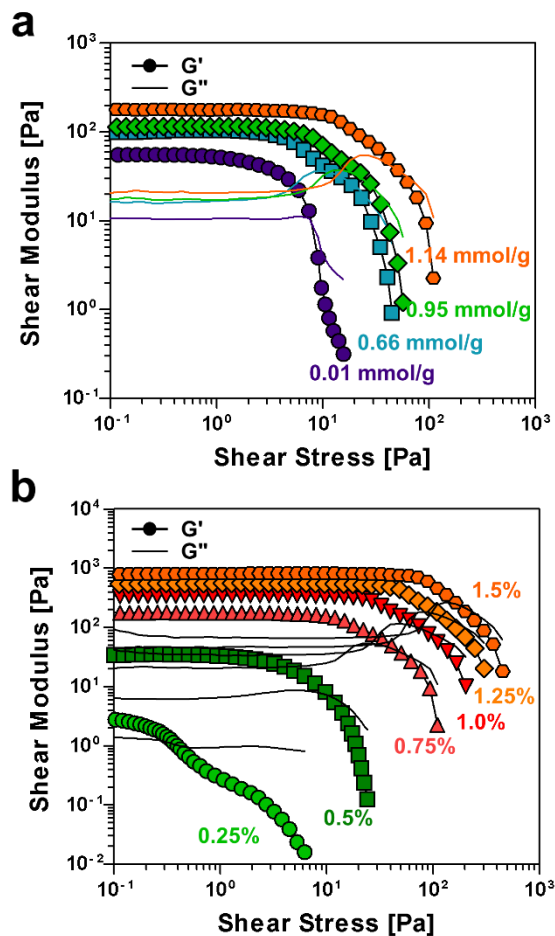 a
10³
10²
10¹
10⁰
10⁻¹
Shear Modulus [Pa]
G'
G"
1.14 mmol/g
0.95 mmol/g
0.66 mmol/g
0.01 mmol/g
10⁻¹ 10⁰ 10¹ 10² 10³
Shear Stress [Pa]
b
10⁴
10³
10²
10¹
10⁰
10⁻¹
10⁻²
Shear Modulus [Pa]
G'
G"
1.5%
1.25%
1.0%
0.75%
0.5%
0.25%
10⁻¹ 10⁰ 10¹ 10² 10³
Shear Stress [Pa]